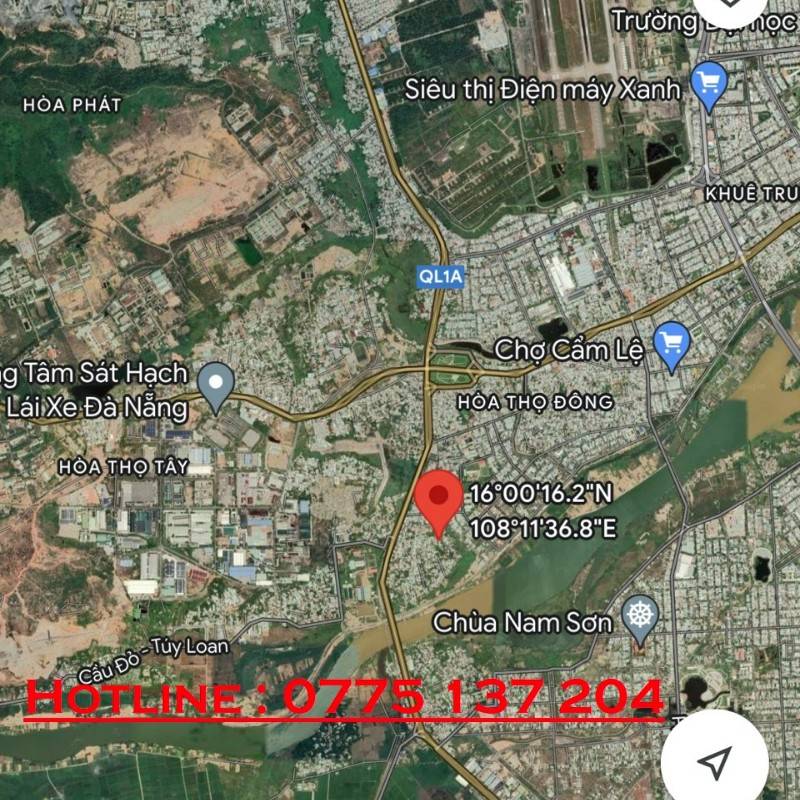 Trường Đại học
Siêu thị Điện máy Xanh
HÒA PHÁT
KHUÊ TRU
QL1A
Chợ Cẩm Lệ
g Tâm Sát Hạch
Lái Xe Đà Nẵng
HÒA THỌ ĐÔNG
HÒA THỌ TÂY
16°00'16.2"N
108°11'36.8"E
Chùa Nam Sơn
Cầu Đỏ - Túy Loan
HOTLINE : 0775 137 204